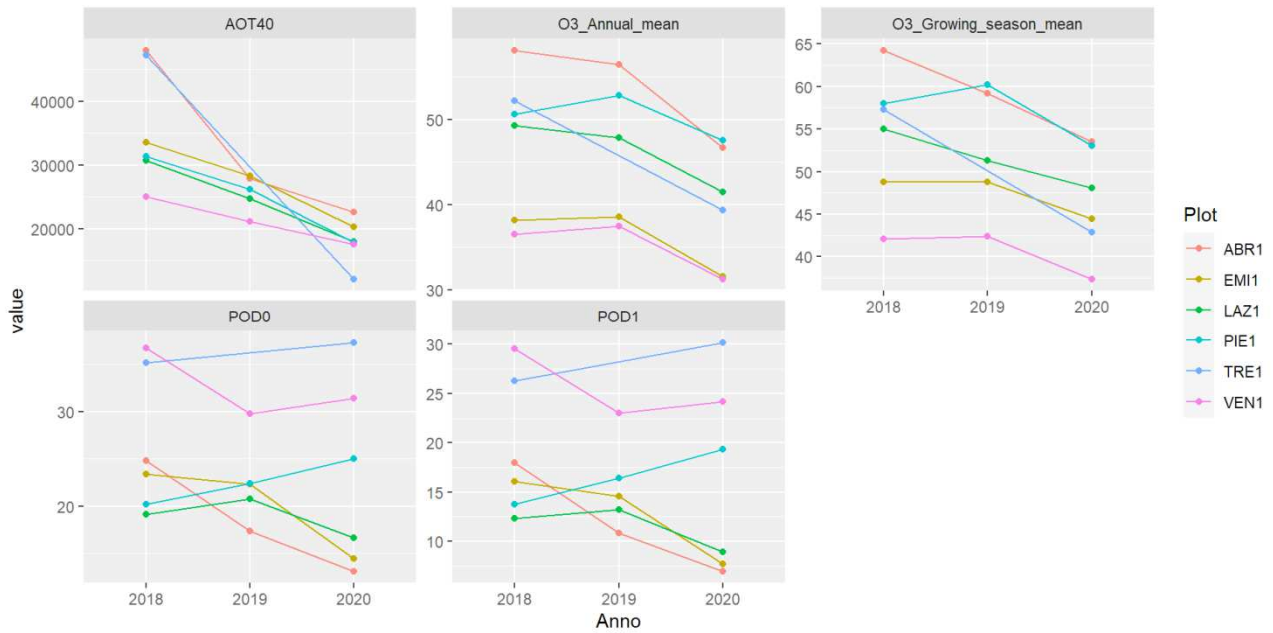 AOT40
O3_Annual_mean
O3_Growing_season_mean
40000
30000
20000
50
40
30
65
60
55
50
45
40
2018
2019
2020
value
POD0
POD1
30
20
30
25
20
15
10
2018
2019
2020
2018
2019
2020
Anno
Plot
ABR1
EMI1
LAZ1
PIE1
TRE1
VEN1